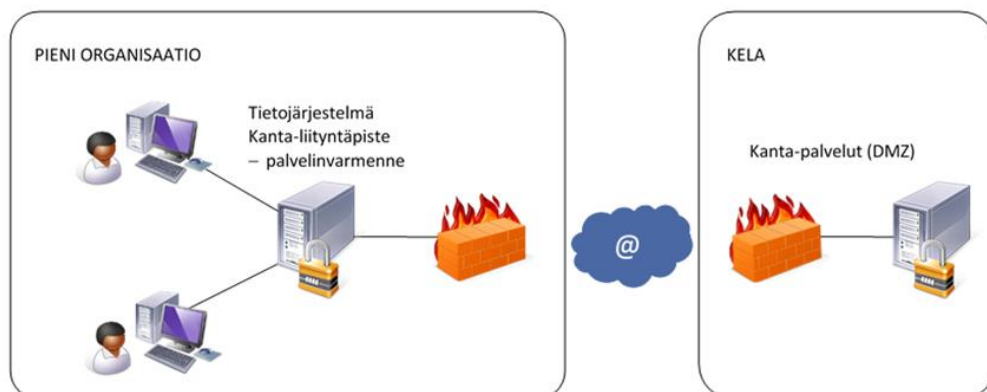 PIENI ORGANISAATIO
Tietojärjestelmä
Kanta-liityntäpiste
– palvelinvarmenne
@
KELA
Kanta-palvelut (DMZ)